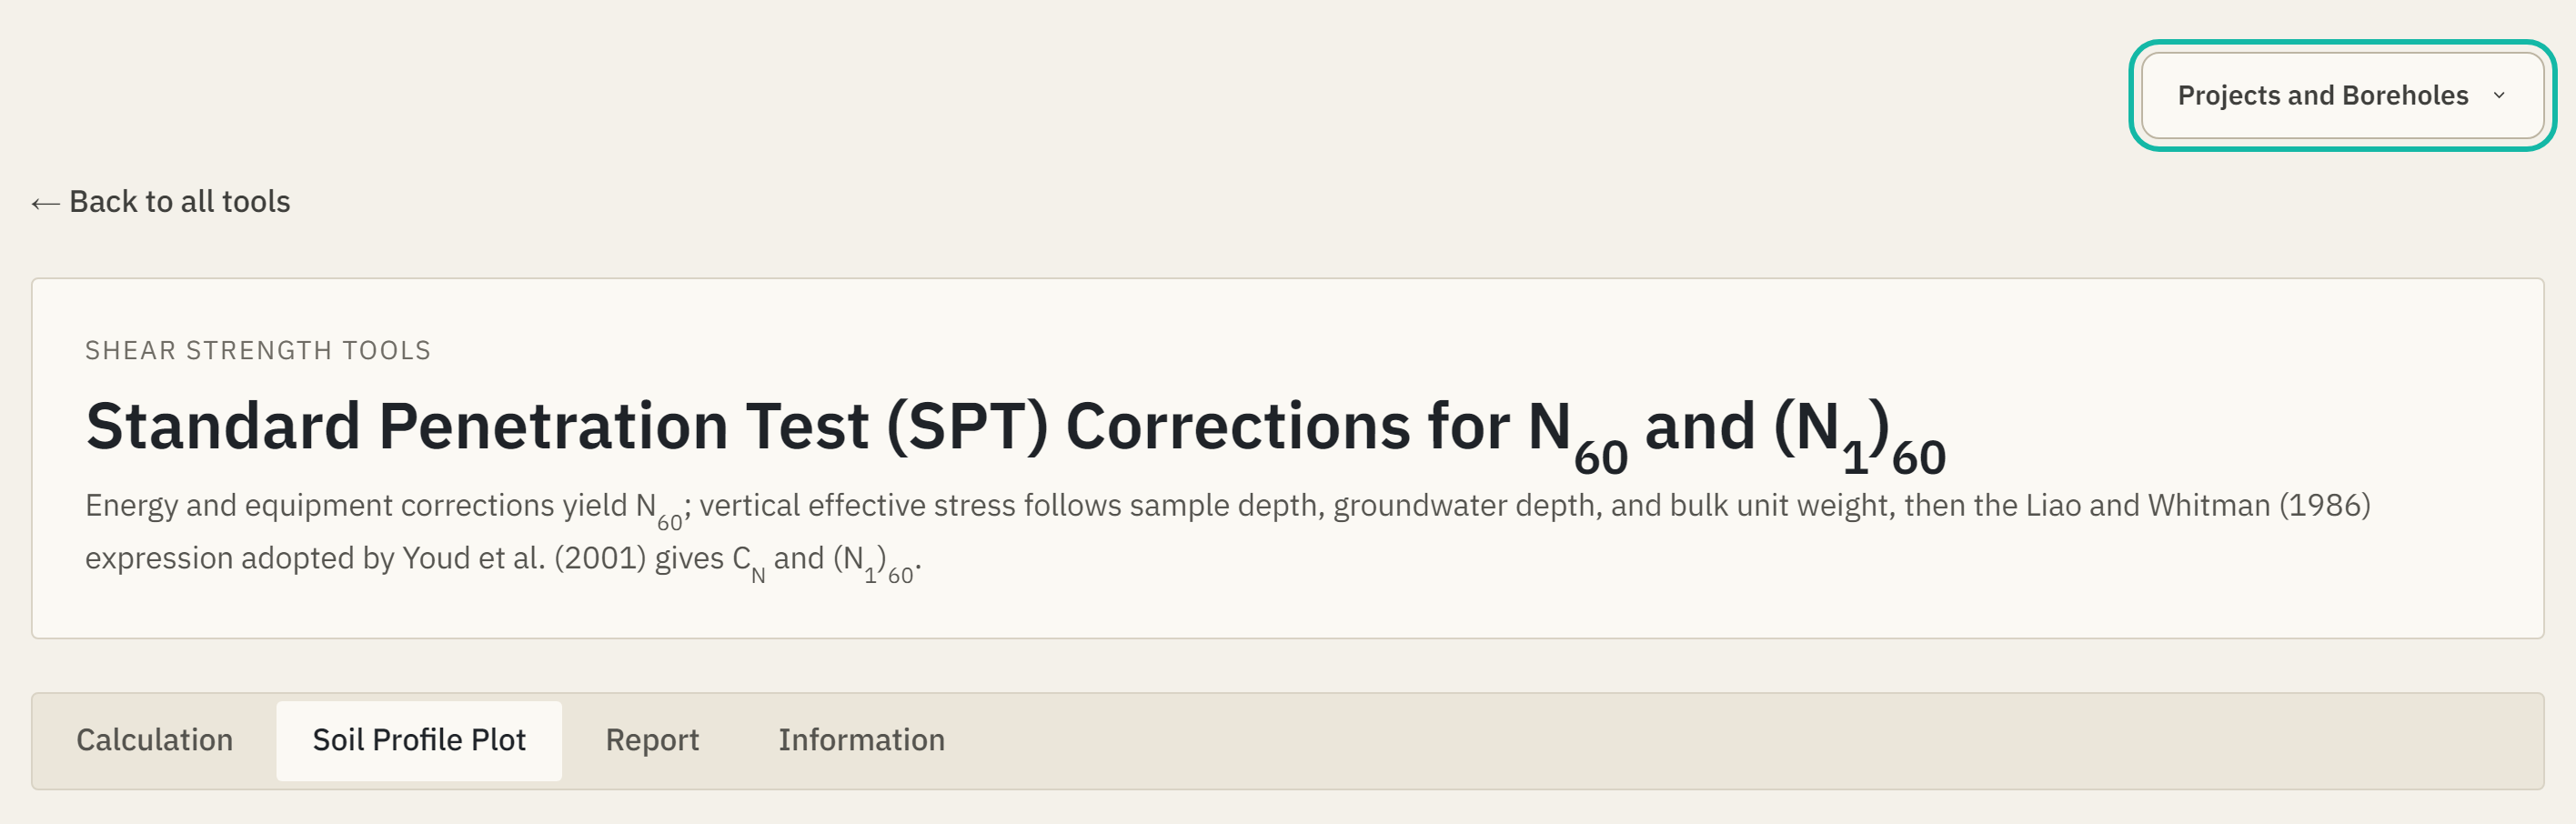 Projects and Boreholes
← Back to all tools
SHEAR STRENGTH TOOLS
Standard Penetration Test (SPT) Corrections for N60 and (N1)60
Energy and equipment corrections yield N60; vertical effective stress follows sample depth, groundwater depth, and bulk unit weight, then the Liao and Whitman (1986)
expression adopted by Youd et al. (2001) gives CN and (N1)60.
Calculation Soil Profile Plot Report Information